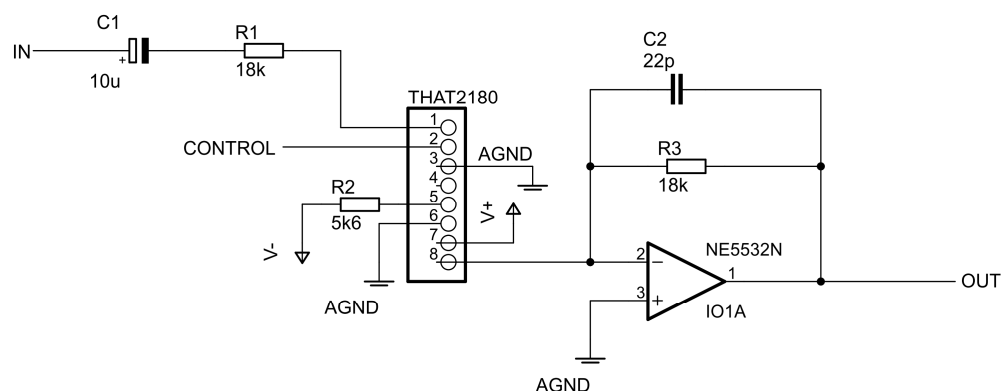 C1
IN
+
10u
R1
18k
C2
22p
THAT2180
1
2
3
4
5
6
7
8
CONTROL
AGND
R2
5k6
V-
V+
AGND
R3
18k
NE5532N
2
−
3
+
1
IO1A
OUT
AGND